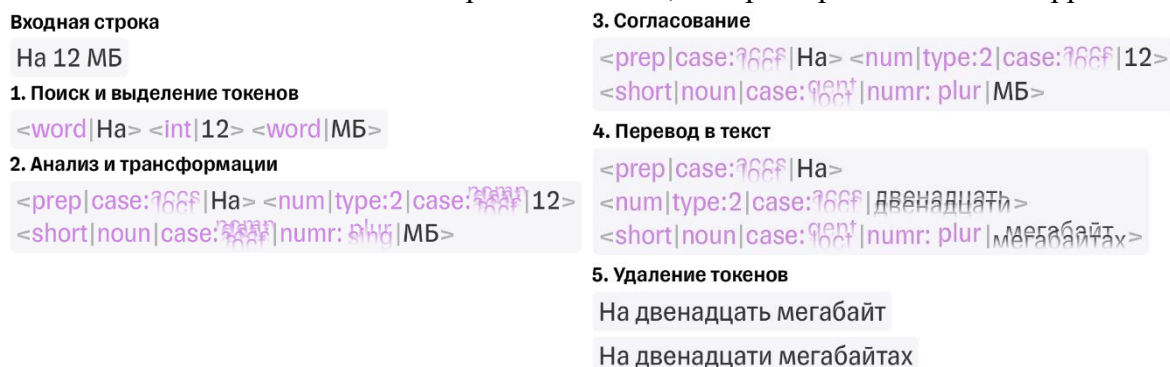 Входная строка
На 12 МБ
1. Поиск и выделение токенов
<word|На> <int|12> <word|МБ>
2. Анализ и трансформации
<prep|case:|На> <num|type:2|case:|12>
<short|noun|case:|numr:|МБ>
3. Согласование
<prep|case:|На> <num|type:2|case:|12>
<short|noun|case:|numr: plur|МБ>
4. Перевод в текст
<prep|case:|На>
<num|type:2|case:|>
<short|noun|case:|numr: plur|>
5. Удаление токенов
На двенадцать мегабайт
На двенадцати мегабайтах